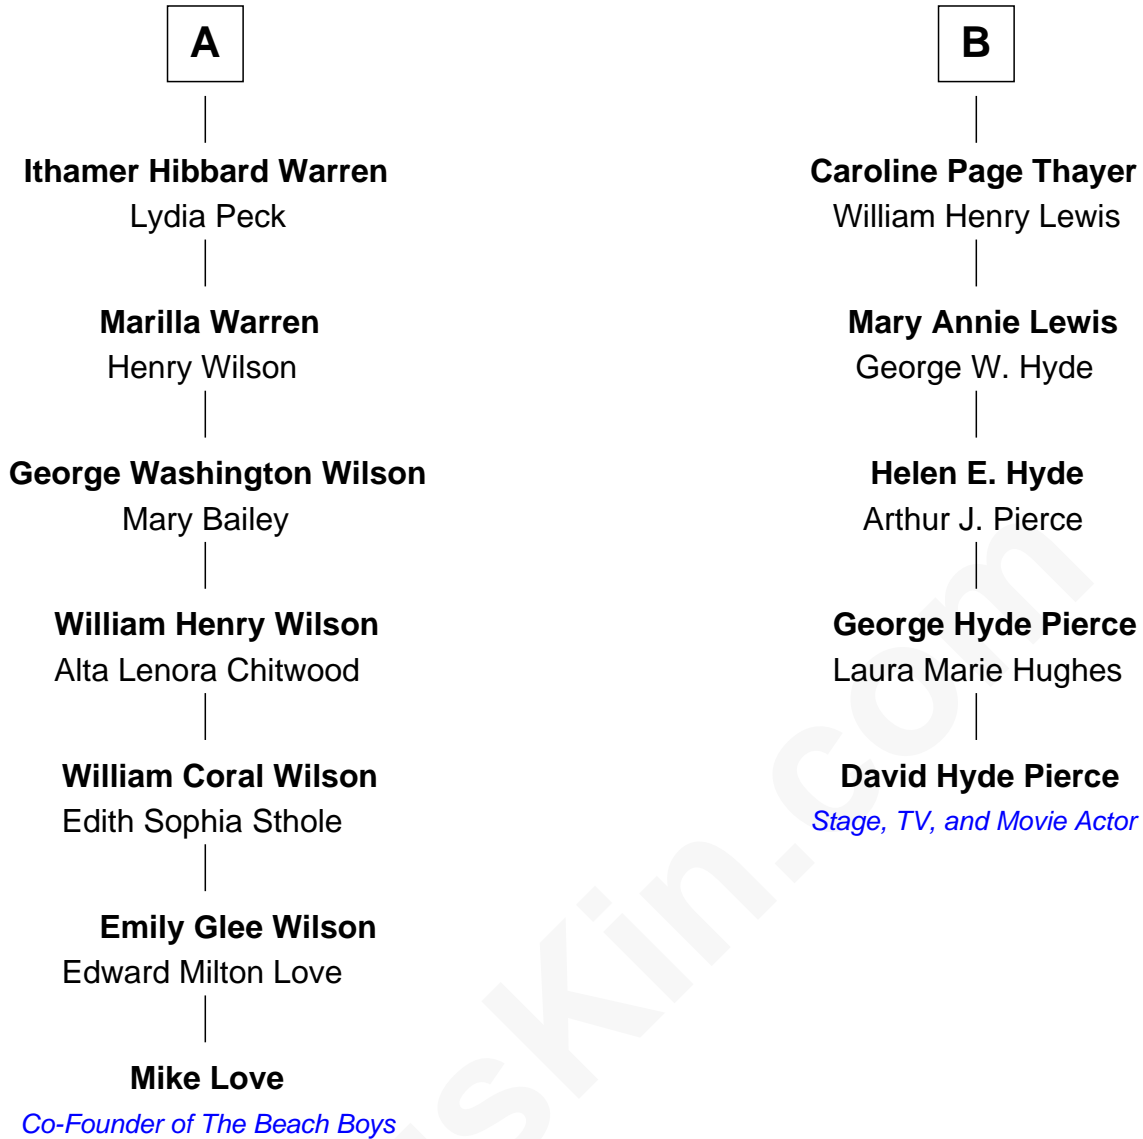 A
Ithamer Hibbard Warren
Lydia Peck
Marilla Warren
Henry Wilson
George Washington Wilson
Mary Bailey
William Henry Wilson
Alta Lenora Chitwood
William Coral Wilson
Edith Sophia Sthole
Emily Glee Wilson
Edward Milton Love
Mike Love
Co-Founder of The Beach Boys
B
Caroline Page Thayer
William Henry Lewis
Mary Annie Lewis
George W. Hyde
Helen E. Hyde
Arthur J. Pierce
George Hyde Pierce
Laura Marie Hughes
David Hyde Pierce
Stage, TV, and Movie Actor
sKin.com